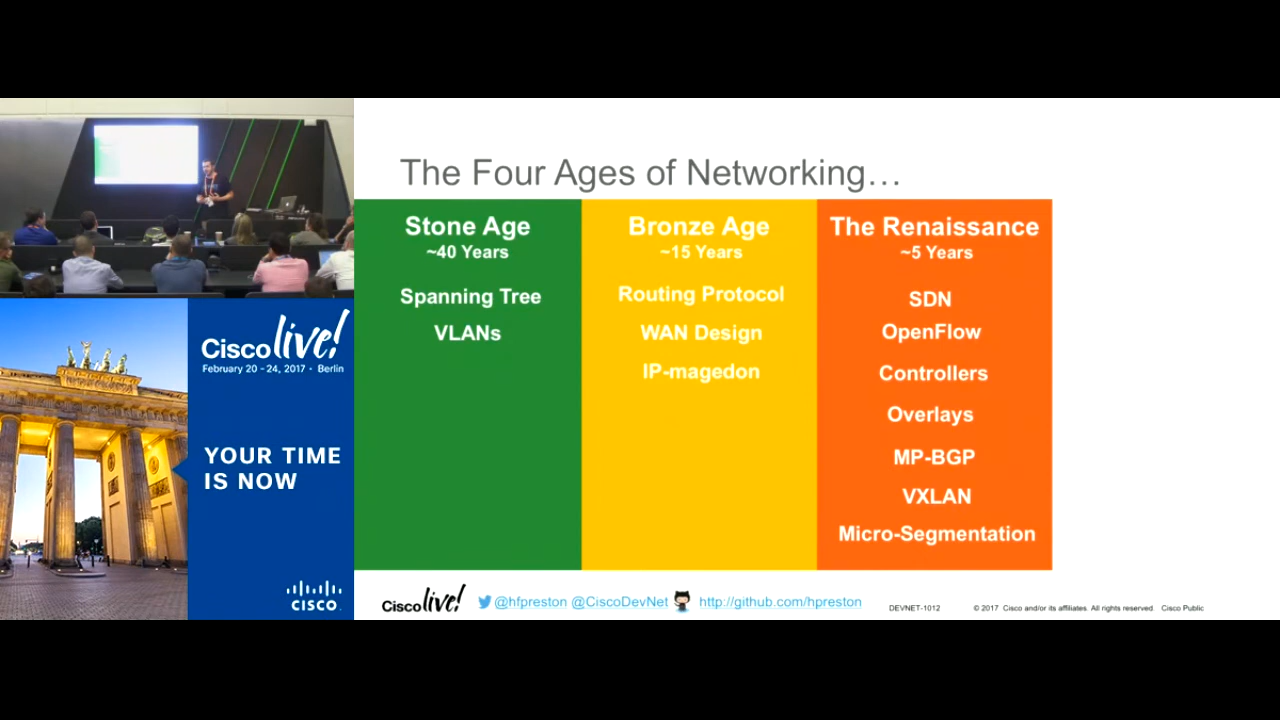 The Four Ages of Networking…
Stone Age
~40 Years
Spanning Tree
VLANs
Bronze Age
~15 Years
Routing Protocol
WAN Design
IP-magedon
The Renaissance
~5 Years
SDN
OpenFlow
Controllers
Overlays
MP-BGP
VXLAN
Micro-Segmentation
Cisco live!
February 20 - 24, 2017 • Berlin
YOUR TIME
IS NOW
CISCO
Cisco live!
@hfpreston @CiscoDevNet
http://github.com/hpreston
DEVNET-1012
© 2017 Cisco and/or its affiliates. All rights reserved. Cisco Public